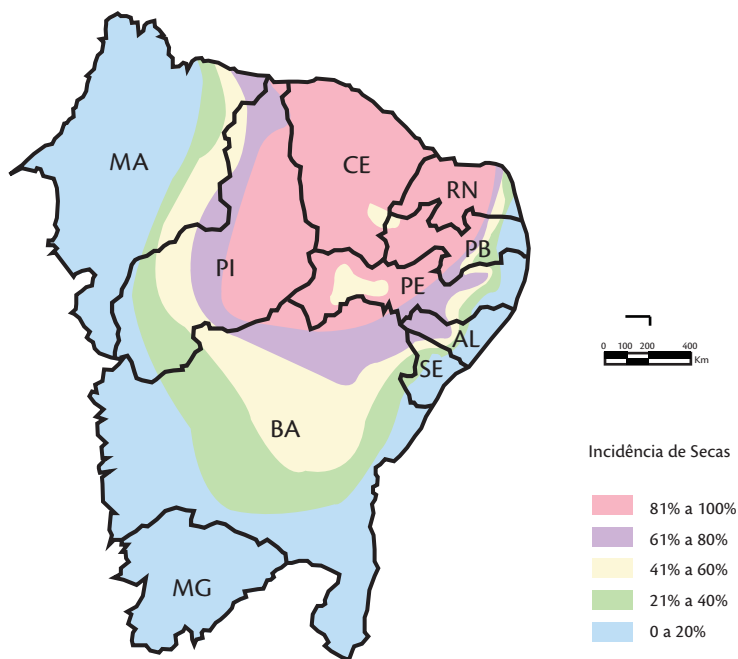 MA
CE
RN
PB
PI
PE
AL
SE
BA
MG
0 100 200 400
Km
Incidência de Secas
81% a 100%
61% a 80%
41% a 60%
21% a 40%
0 a 20%